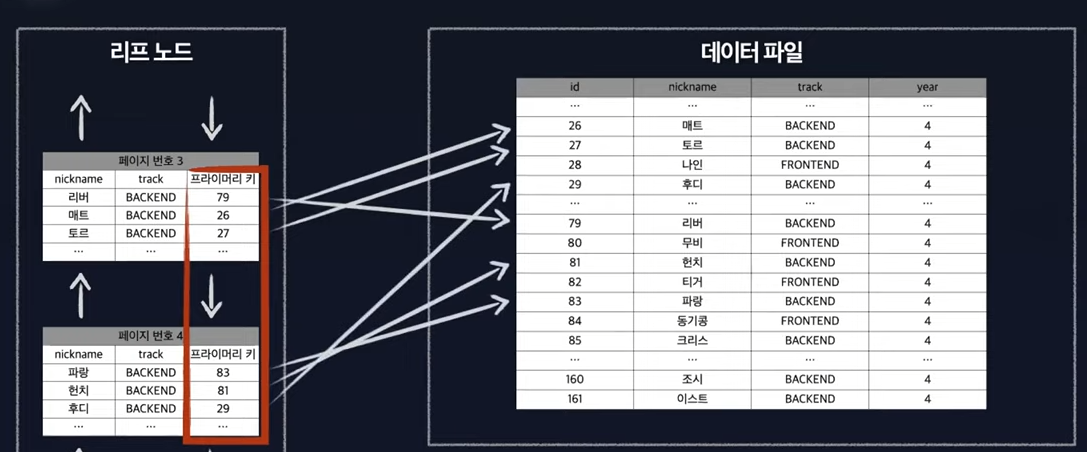 리프 노드
페이지 번호 3
nickname track 프라이머리 키
리버 BACKEND 79
매트 BACKEND 26
토르 BACKEND 27
... ... ...
페이지 번호 4
nickname track 프라이머리 키
파랑 BACKEND 83
헌치 BACKEND 81
후디 BACKEND 29
... ... ...
데이터 파일
id nickname track year
... ... ... ...
26 매트 BACKEND 4
27 토르 BACKEND 4
28 나인 FRONTEND 4
29 후디 BACKEND 4
... ... ... ...
79 리버 BACKEND 4
80 무비 FRONTEND 4
81 헌치 BACKEND 4
82 티거 FRONTEND 4
83 파랑 BACKEND 4
84 동기콩 FRONTEND 4
85 크리스 BACKEND 4
... ... ... ...
160 조시 BACKEND 4
161 이스트 BACKEND 4